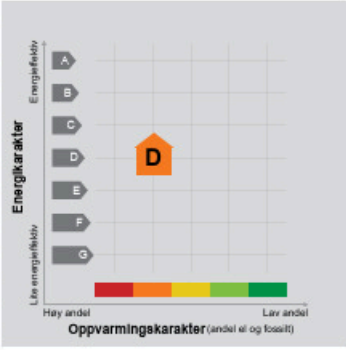 Energieffektiv
Energikarakter
Lite energieffektiv
A
B
C
D
E
F
G
D
Høy andel
Lav andel
Oppvarmingskarakter (andel el og fossilt)